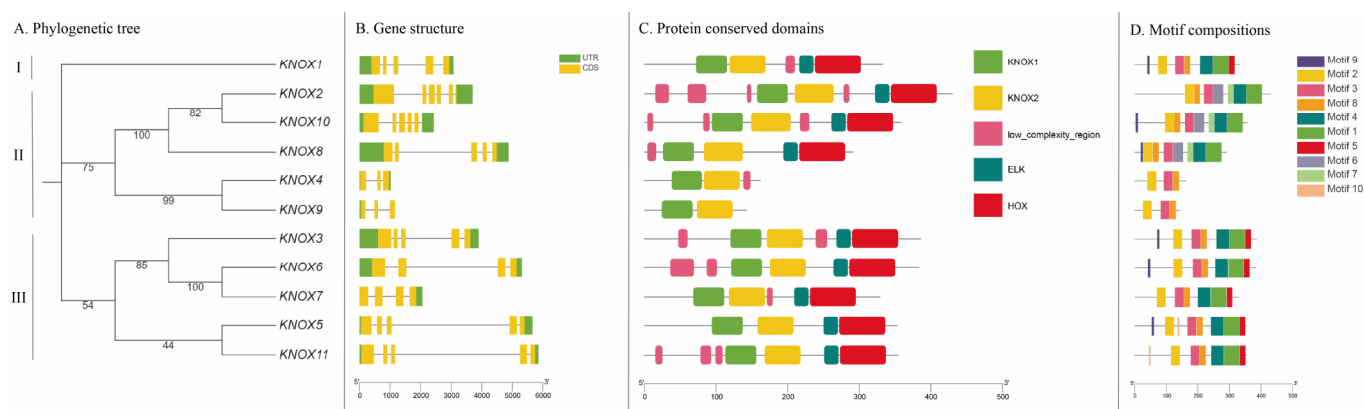 A. Phylogenetic tree
I
II
III
KNOX1
KNOX2
KNOX10
KNOX8
KNOX4
KNOX9
KNOX3
KNOX6
KNOX7
KNOX5
KNOX11
82
100
75
99
85
100
54
44
B. Gene structure
UTR
CDS
5' 3'
0 1000 2000 3000 4000 5000 6000
C. Protein conserved domains
KNOX1
KNOX2
low_complexity_region
ELK
HOX
5' 3'
0 100 200 300 400 500
D. Motif compositions
Motif 9
Motif 2
Motif 3
Motif 8
Motif 4
Motif 1
Motif 5
Motif 6
Motif 7
Motif 10
5' 3'
0 100 200 300 400 500